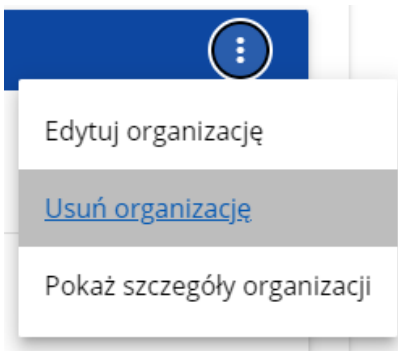 Edytuj organizację
Usuń organizację
Pokaż szczegóły organizacji